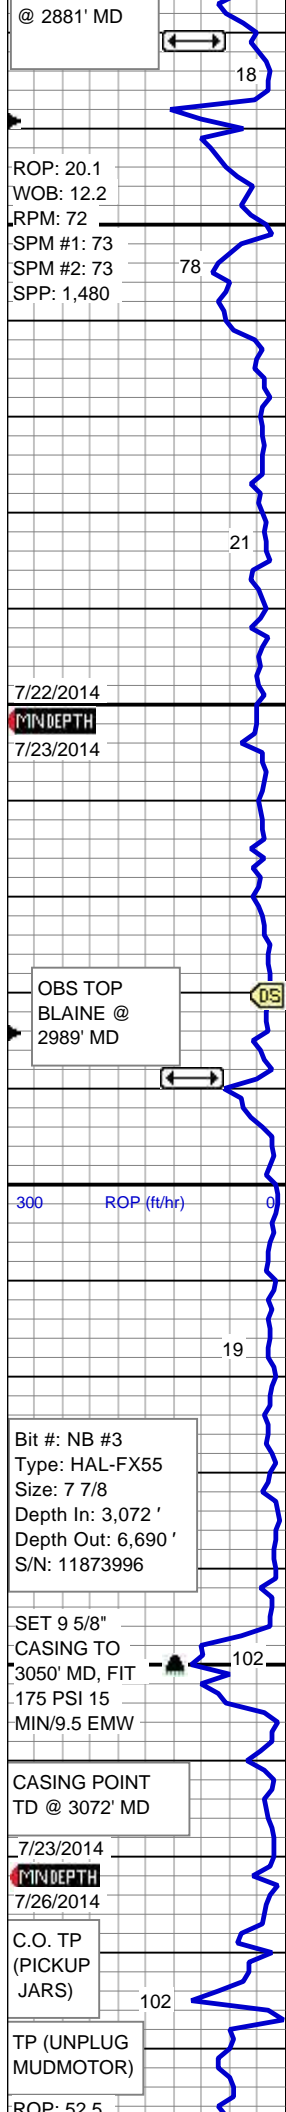 @ 2881' MD
18
ROP: 20.1
WOB: 12.2
RPM: 72
SPM #1: 73
SPM #2: 73
SPP: 1,480
78
21
7/22/2014
MNDEPTH
7/23/2014
OBS TOP
BLAINE @
2989' MD
DS
300 ROP (ft/hr) 0
19
Bit #: NB #3
Type: HAL-FX55
Size: 7 7/8
Depth In: 3,072 '
Depth Out: 6,690 '
S/N: 11873996
SET 9 5/8"
CASING TO
3050' MD, FIT
175 PSI 15
MIN/9.5 EMW
102
CASING POINT
TD @ 3072' MD
7/23/2014
MNDEPTH
7/26/2014
C.O. TP
(PICKUP
JARS)
102
TP (UNPLUG
MUDMOTOR)
ROP: 52.5